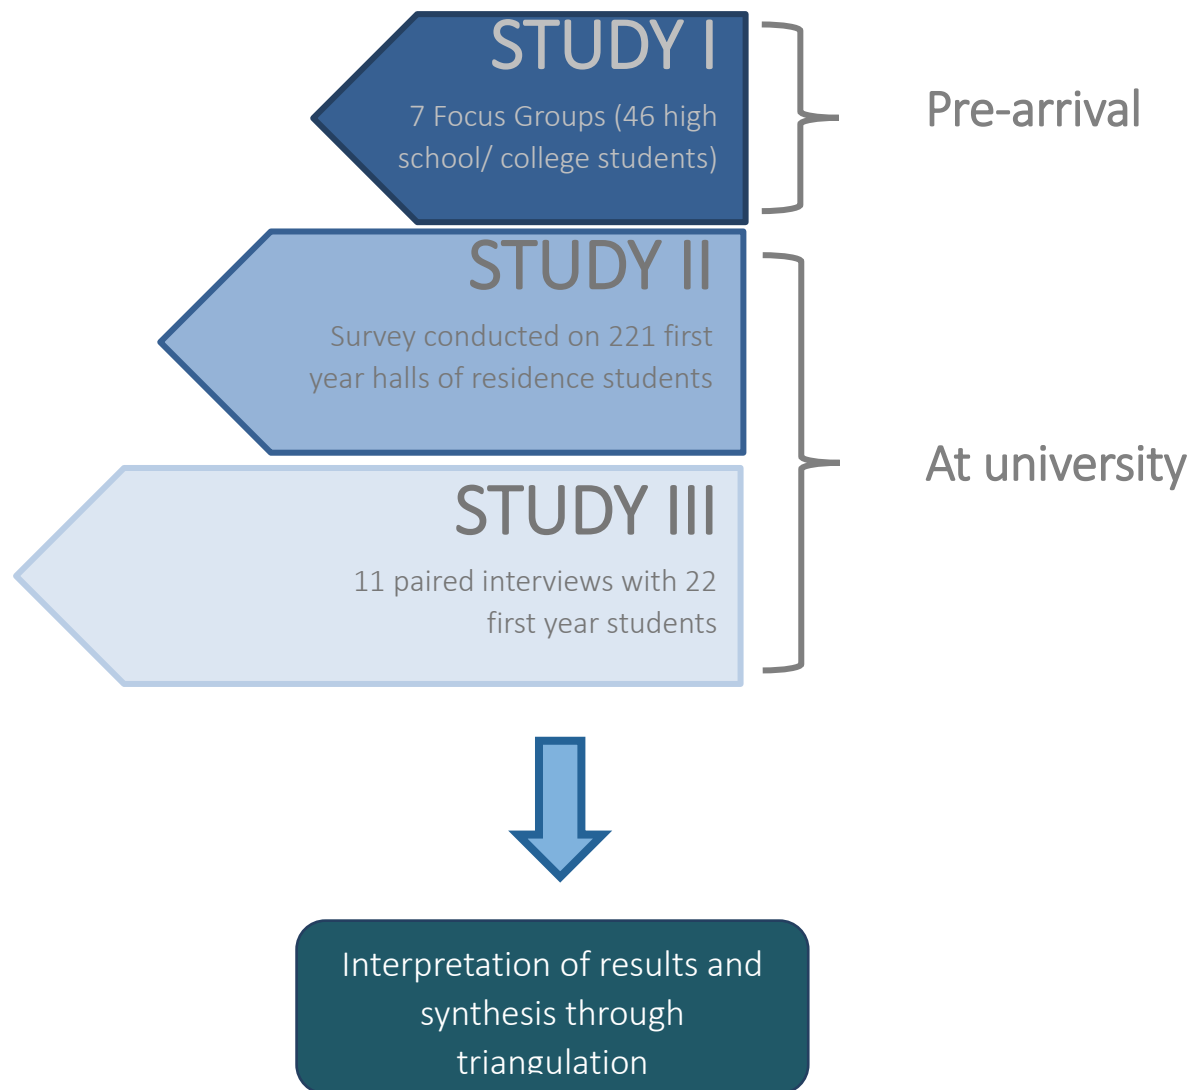 STUDY I
7 Focus Groups (46 high
school/ college students)
Pre-arrival
STUDY II
Survey conducted on 221 first
year halls of residence students
At university
STUDY III
11 paired interviews with 22
first year students
Interpretation of results and
synthesis through
triangulation